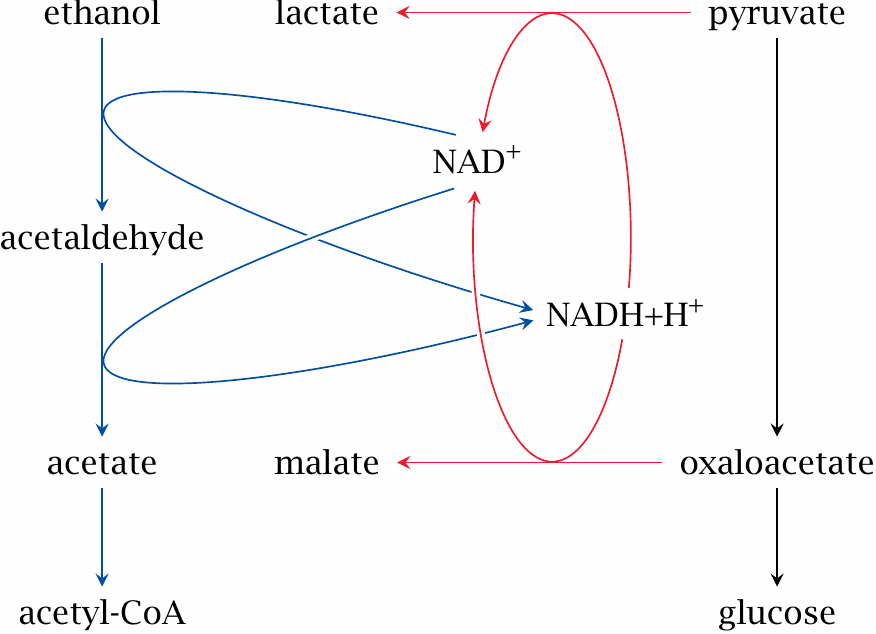 ethanol lactate pyruvate
NAD⁺
acetaldehyde
NADH+H⁺
acetate malate oxaloacetate
acetyl-CoA glucose